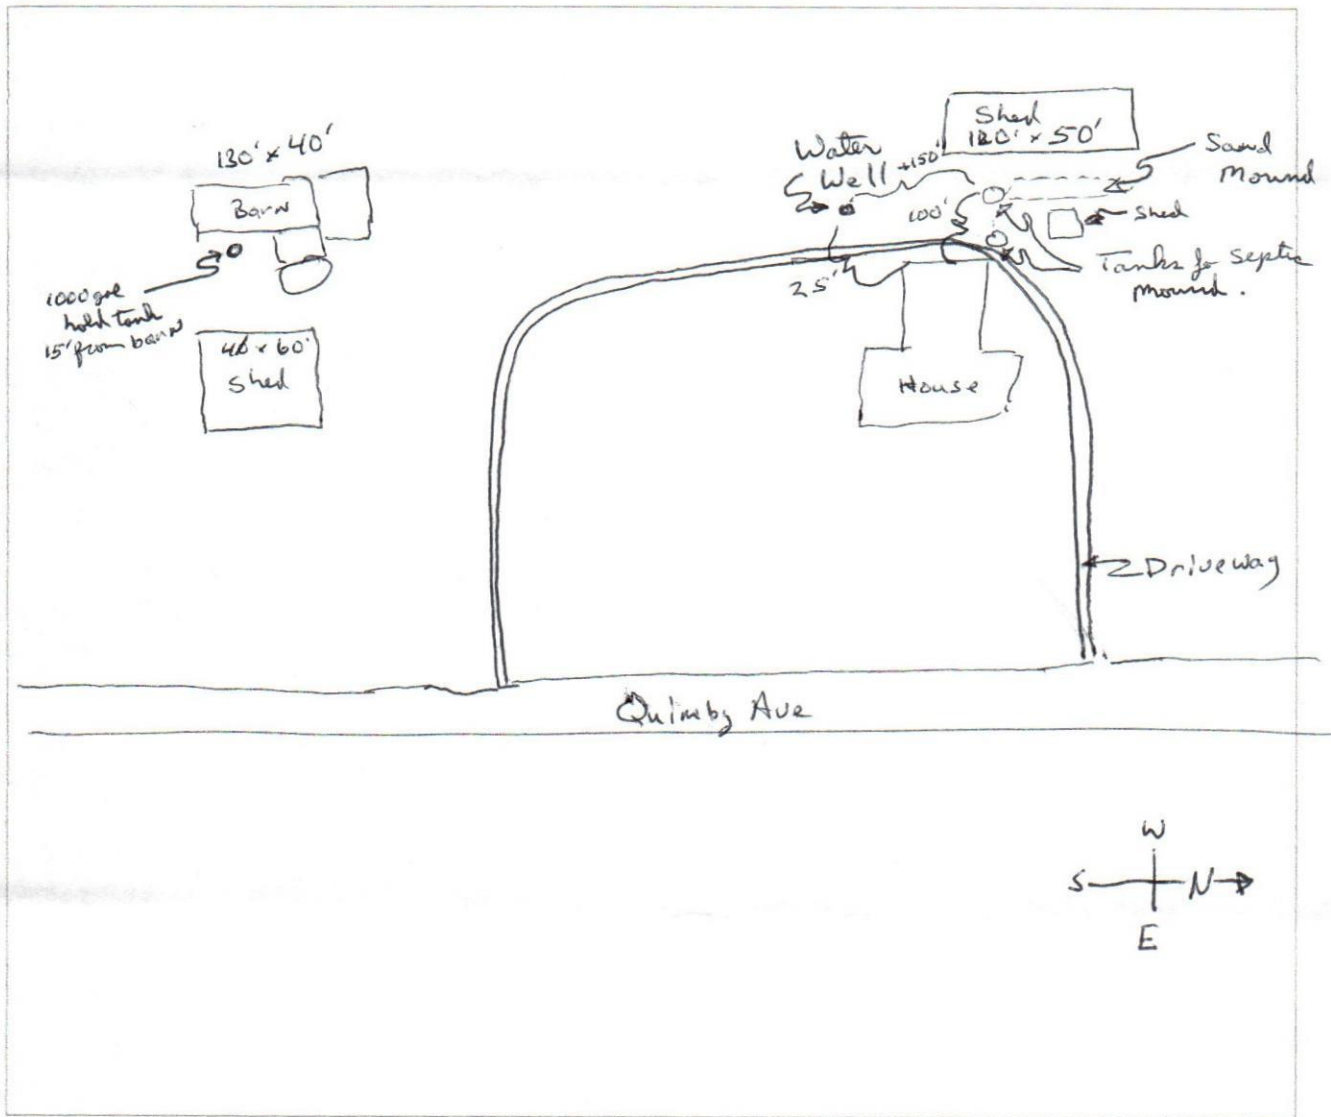 130' x 40'
Barn
1000 gal
hold tank
15' from barn
40 x 60'
Shed
Water
Well
+150'
100'
25'
Shed
120' x 50'
Sand
Mound
Shed
Tanks for Septic
Mound.
House
Driveway
Quimby Ave
W
S
N
E